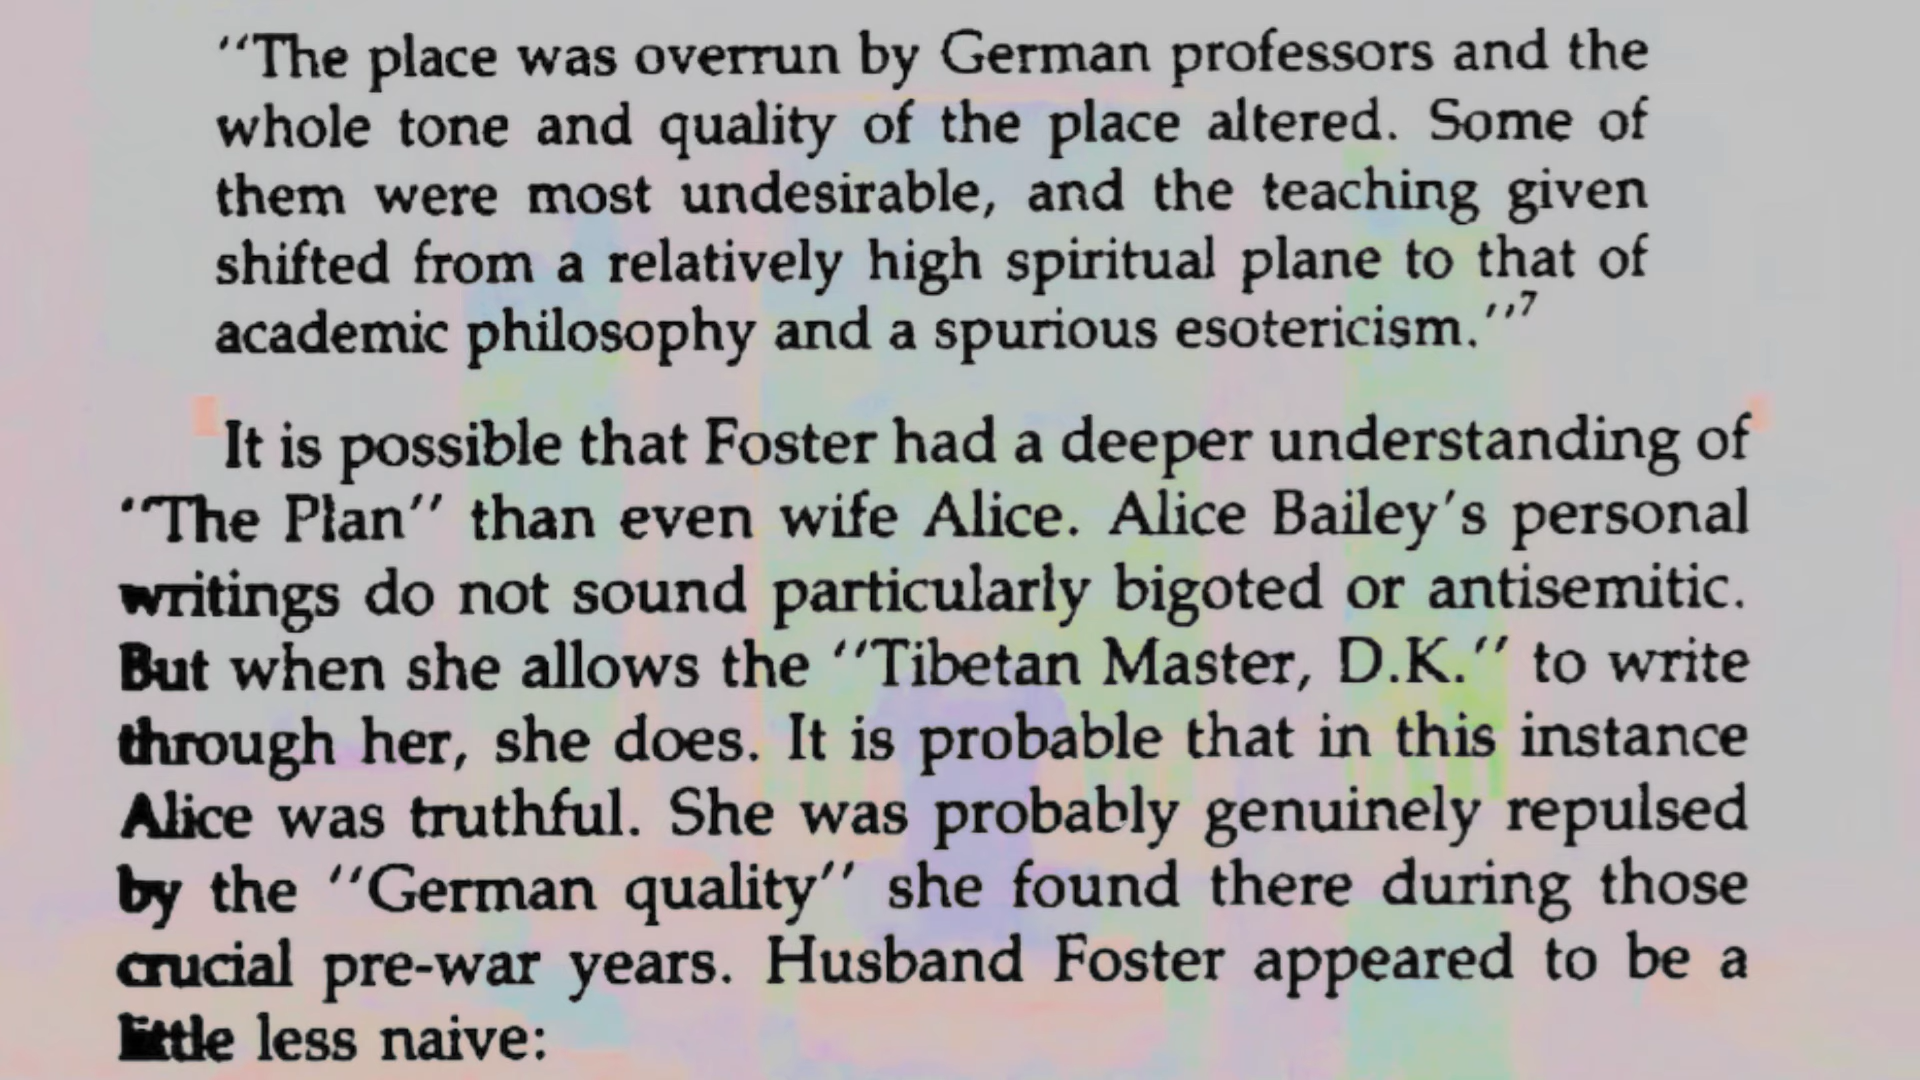 "The place was overrun by German professors and the
whole tone and quality of the place altered. Some of
them were most undesirable, and the teaching given
shifted from a relatively high spiritual plane to that of
academic philosophy and a spurious esotericism."7
It is possible that Foster had a deeper understanding of
"The Plan" than even wife Alice. Alice Bailey's personal
writings do not sound particularly bigoted or antisemitic.
But when she allows the "Tibetan Master, D.K." to write
through her, she does. It is probable that in this instance
Alice was truthful. She was probably genuinely repulsed
by the "German quality" she found there during those
crucial pre-war years. Husband Foster appeared to be a
little less naive: